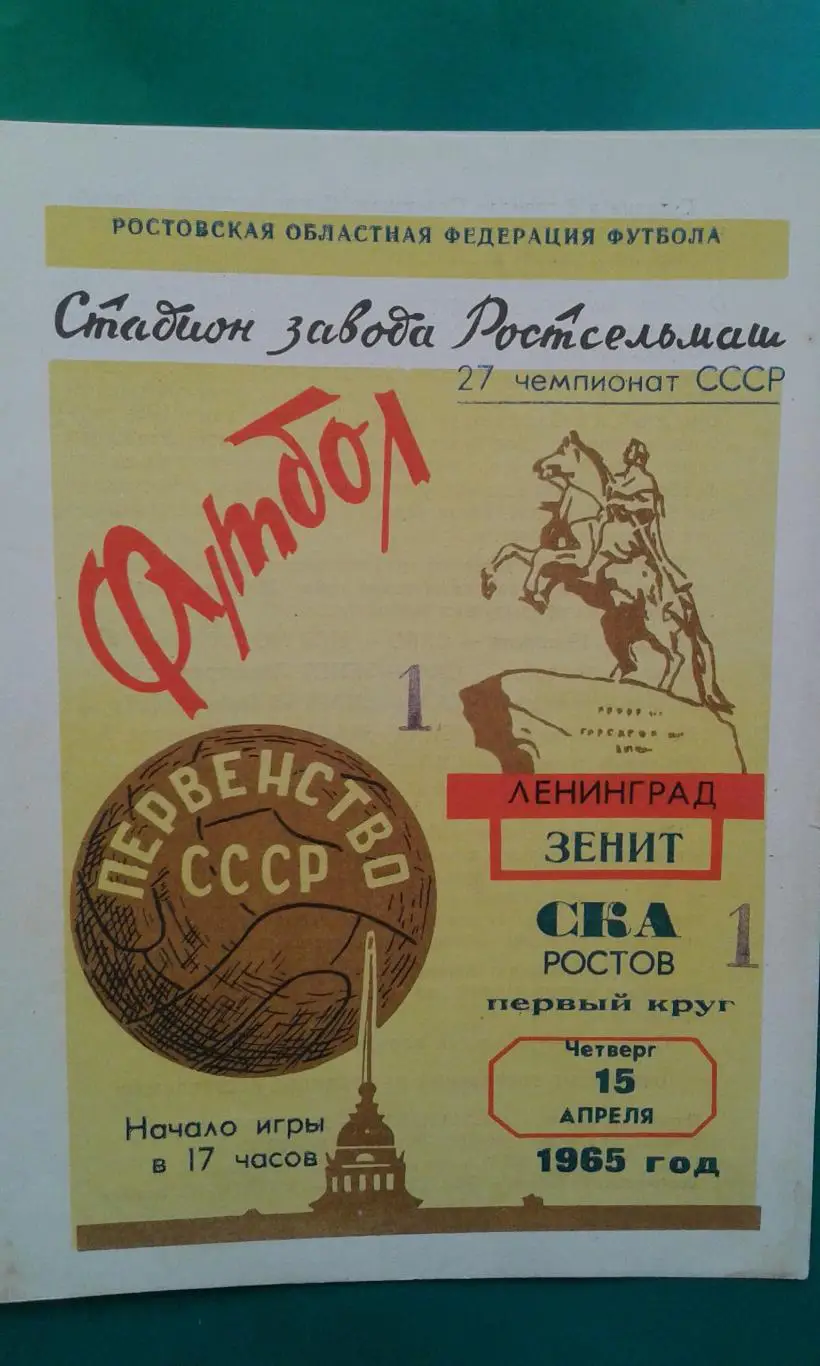 РОСТОВСКАЯ ОБЛАСТНАЯ ФЕДЕРАЦИЯ ФУТБОЛА
Стадион завода Ростсельмаш
27 чемпионат СССР
Футбол
1
ПЕРВЕНСТВО
СССР
ЛЕНИНГРАД
ЗЕНИТ
СКА
1
РОСТОВ
первый круг
Четверг
15
АПРЕЛЯ
1965 год
Начало игры
в 17 часов